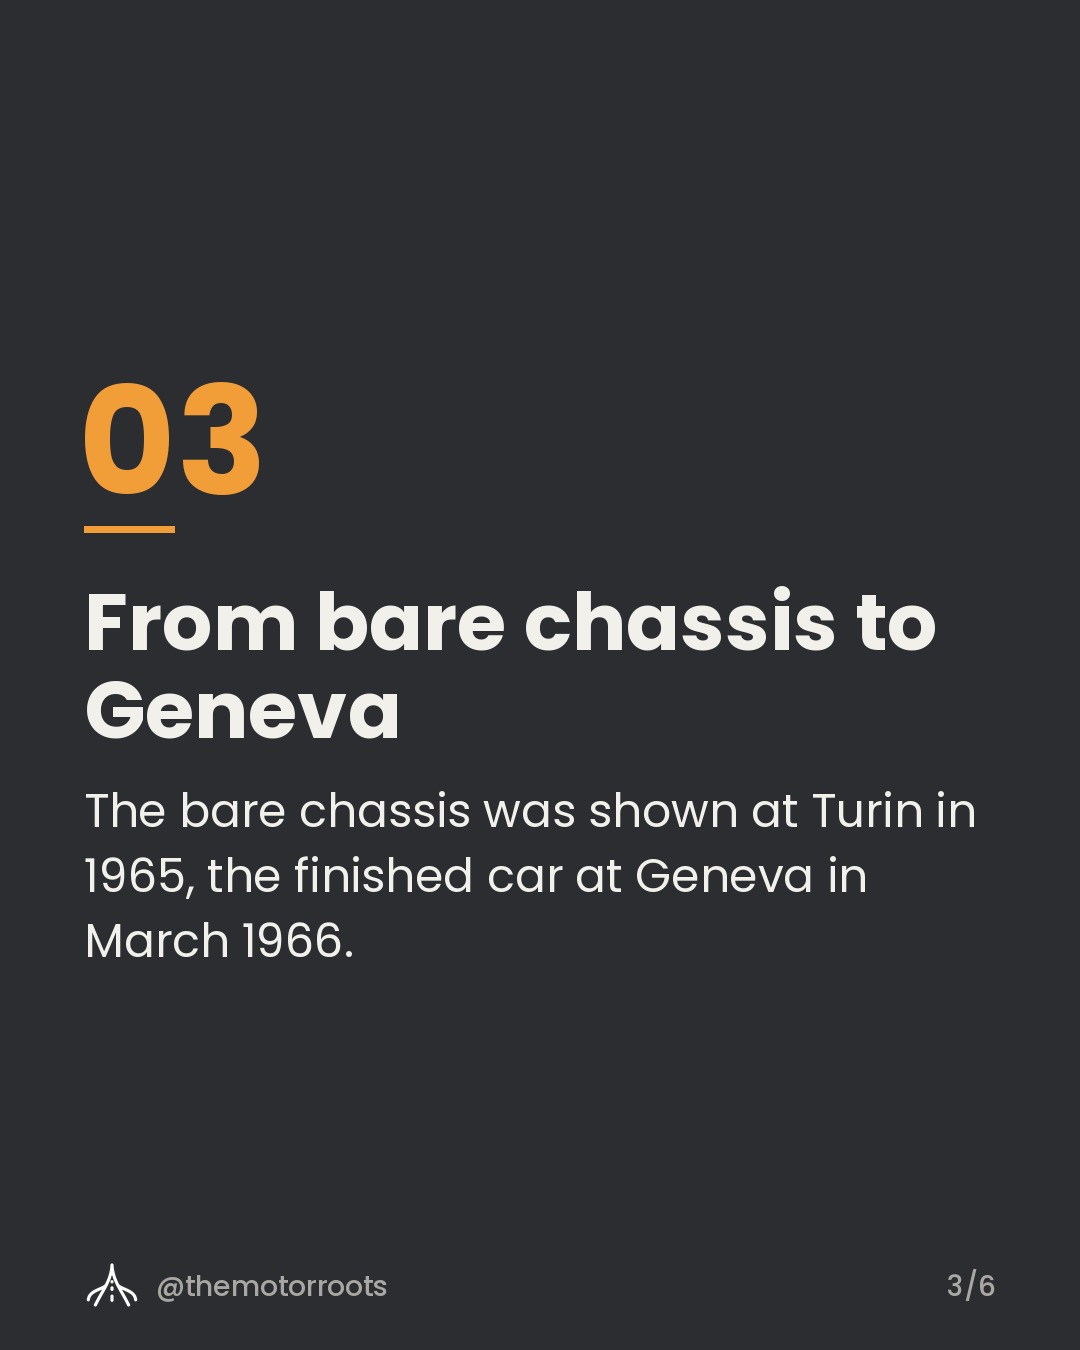 03
From bare chassis to
Geneva
The bare chassis was shown at Turin in
1965, the finished car at Geneva in
March 1966.
@themotorroots
3/6